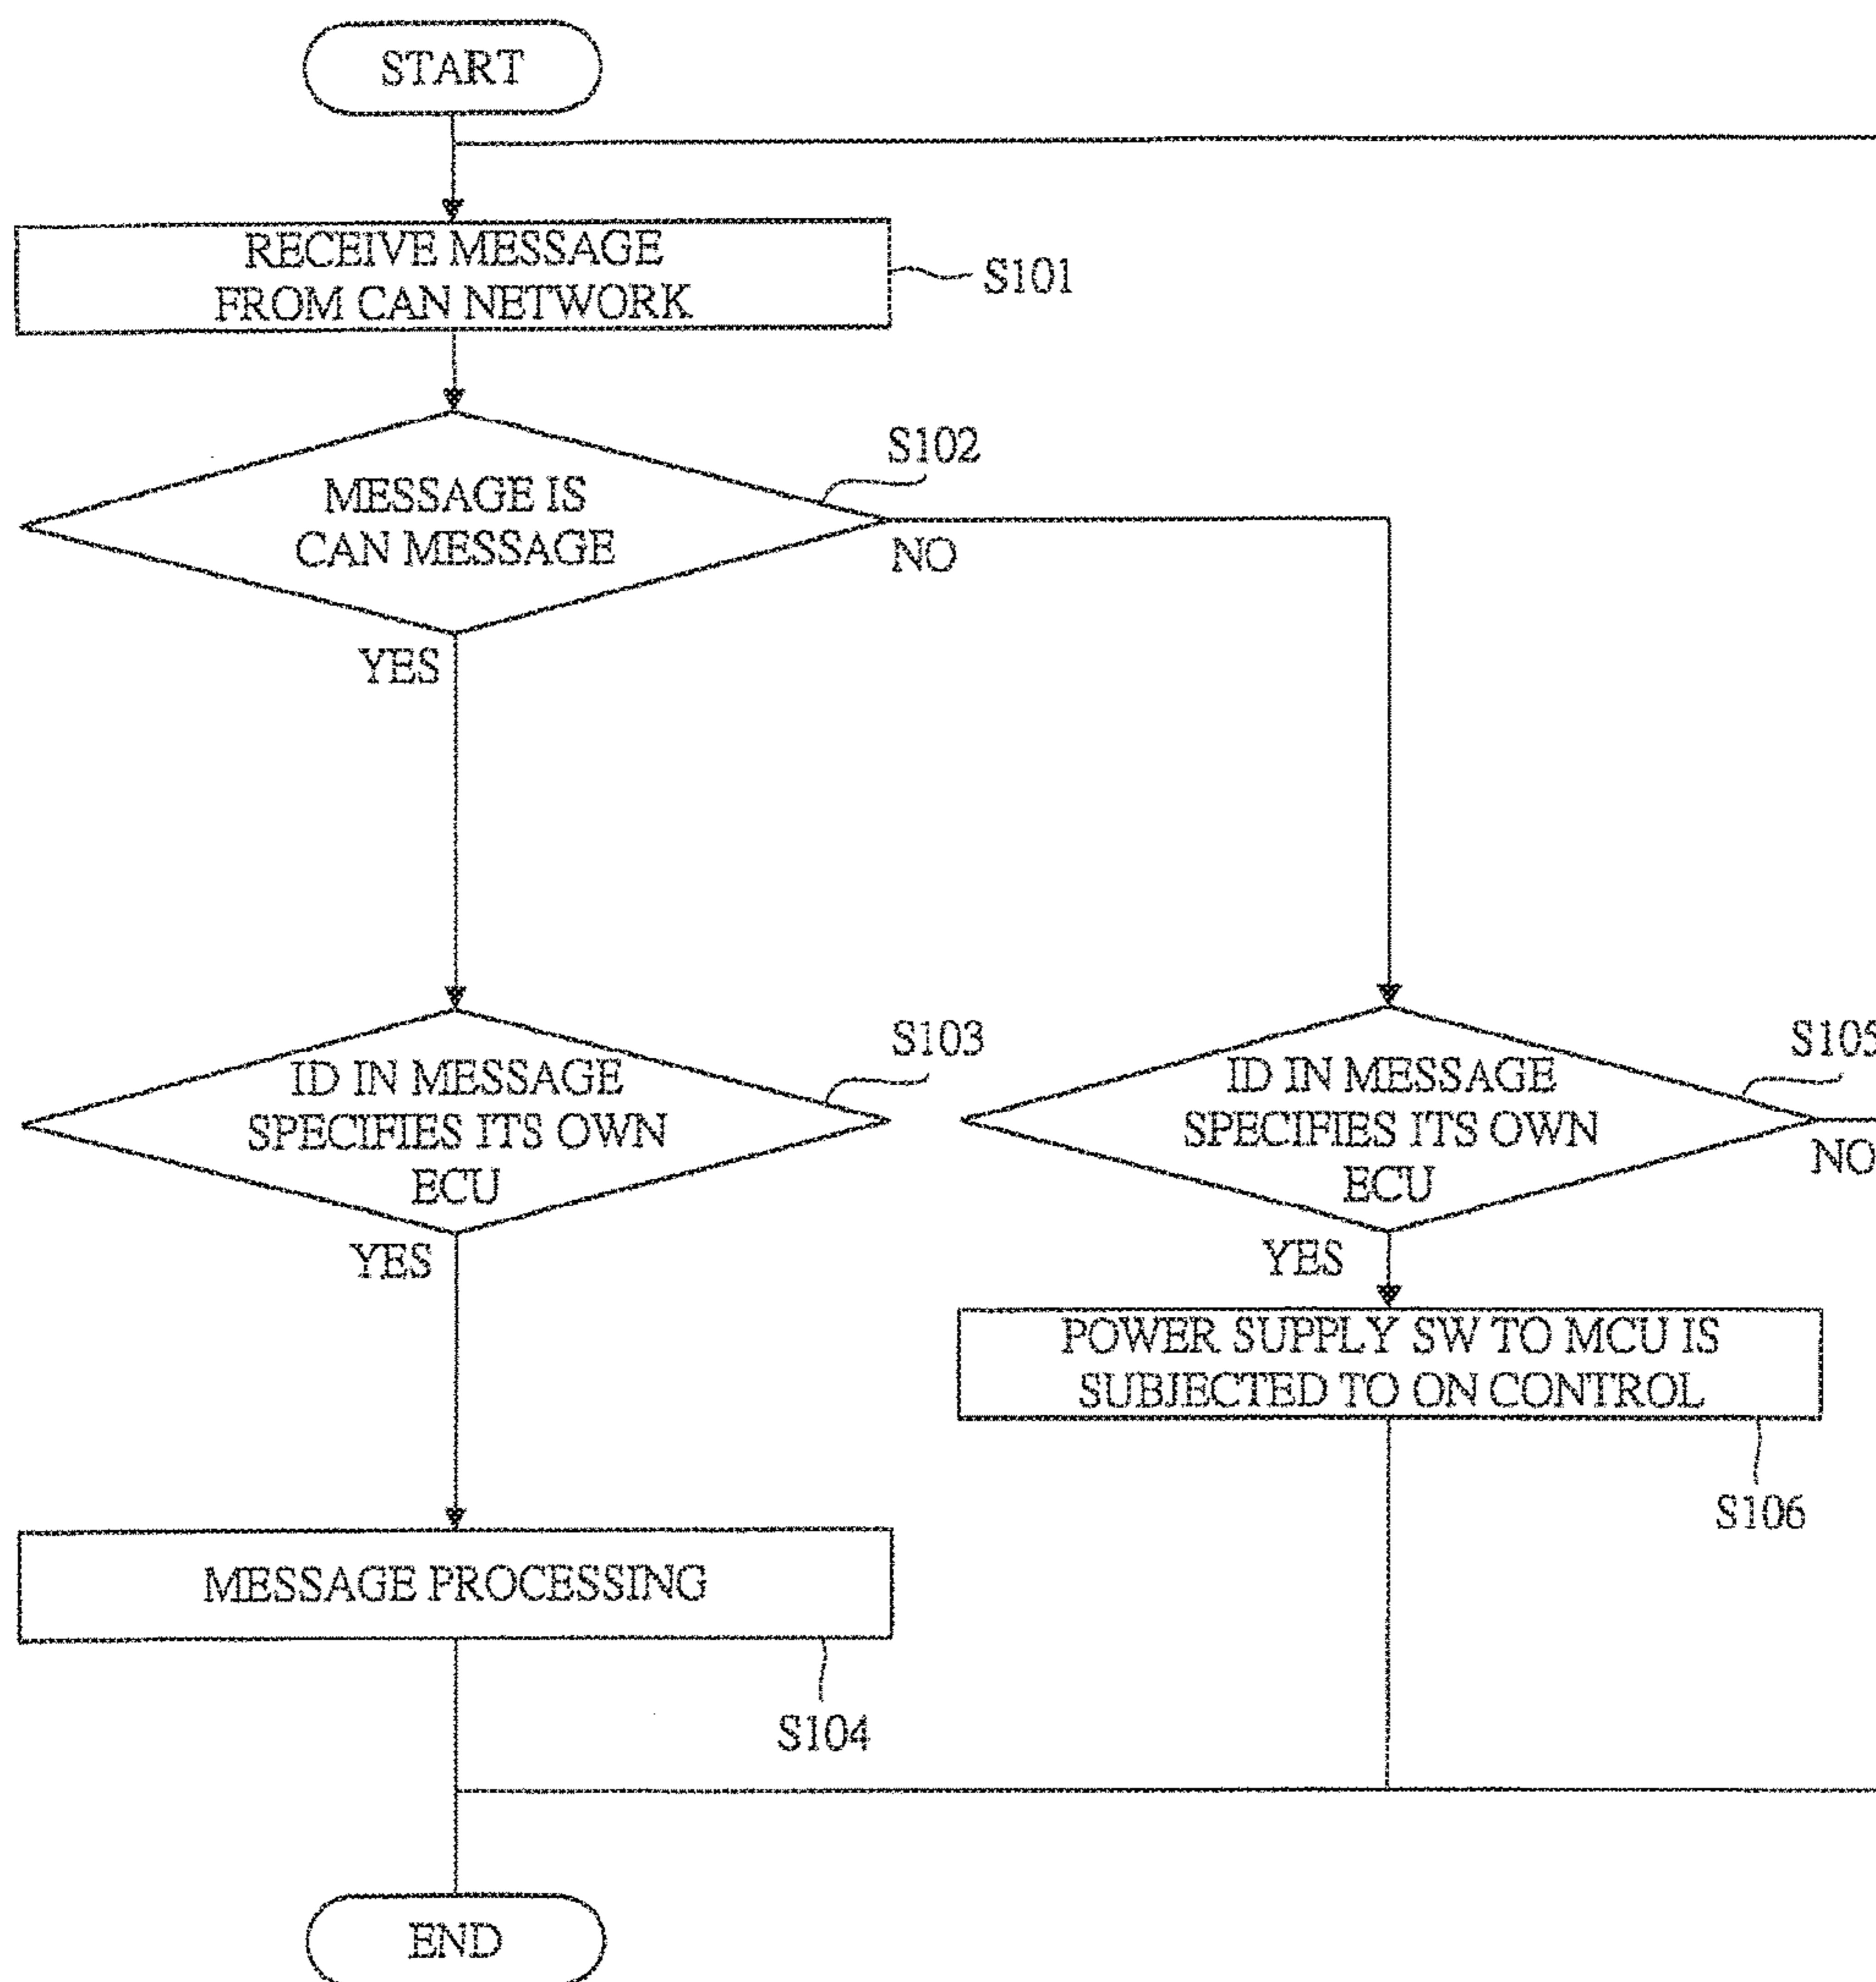 START
RECEIVE MESSAGE
FROM CAN NETWORK
S101
MESSAGE IS
CAN MESSAGE
S102
NO
YES
ID IN MESSAGE
SPECIFIES ITS OWN
ECU
S103
YES
ID IN MESSAGE
SPECIFIES ITS OWN
ECU
S105
NO
YES
POWER SUPPLY SW TO MCU IS
SUBJECTED TO ON CONTROL
S106
MESSAGE PROCESSING
S104
END